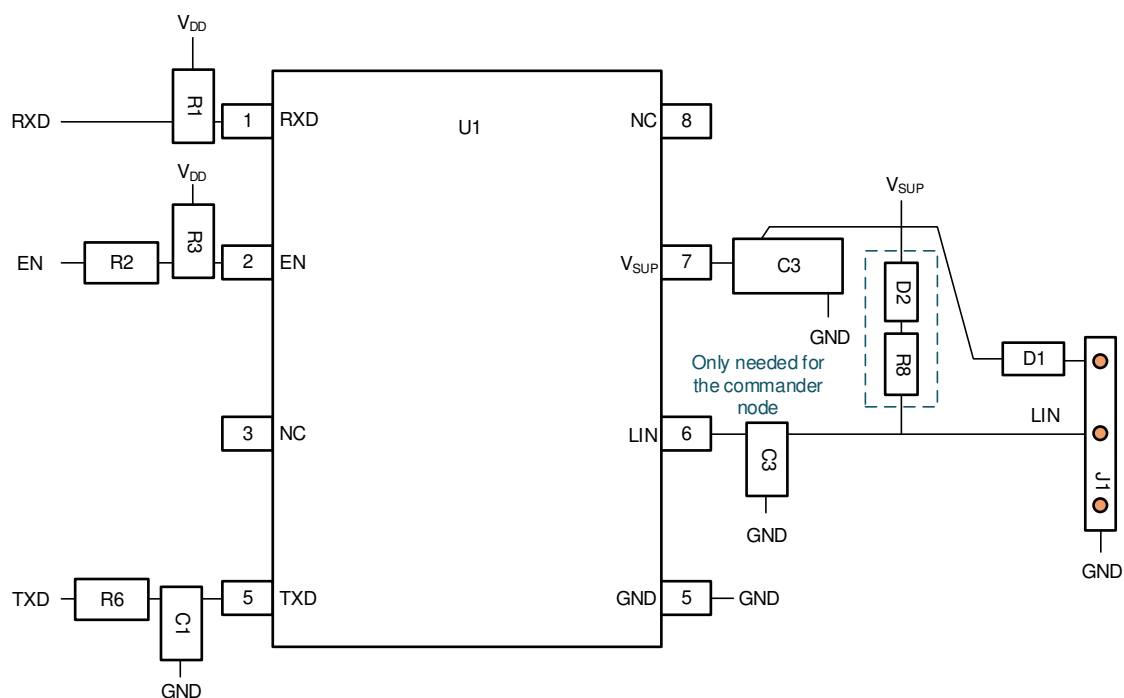 VDD
RXD
R1
1
RXD
U1
NC
8
VDD
R3
EN
R2
2
EN
VSUP
7
C3
GND
VSUP
D2
R8
D1
Only needed for
the commander
node
3
NC
LIN
6
C3
GND
LIN
J1
GND
TXD
R6
C1
GND
5
TXD
GND
5
GND